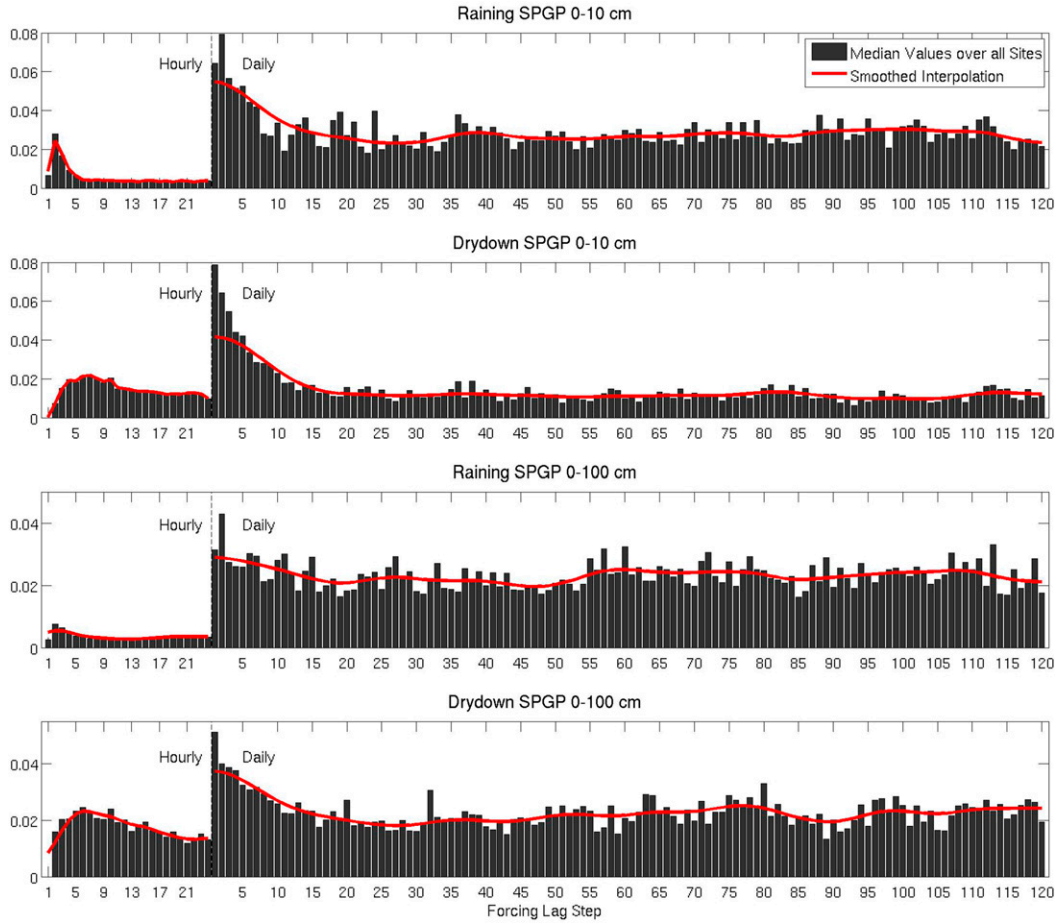 Raining SPGP 0-10 cm
0.08
0.06
0.04
0.02
0
Hourly
Daily
Median Values over all Sites
Smoothed Interpolation
1 5 9 13 17 21 5 10 15 20 25 30 35 40 45 50 55 60 65 70 75 80 85 90 95 100 105 110 115 120
Drydown SPGP 0-10 cm
0.08
0.06
0.04
0.02
0
Hourly
Daily
1 5 9 13 17 21 5 10 15 20 25 30 35 40 45 50 55 60 65 70 75 80 85 90 95 100 105 110 115 120
Raining SPGP 0-100 cm
0.04
0.02
0
Hourly
Daily
1 5 9 13 17 21 5 10 15 20 25 30 35 40 45 50 55 60 65 70 75 80 85 90 95 100 105 110 115 120
Drydown SPGP 0-100 cm
0.04
0.02
0
Hourly
Daily
1 5 9 13 17 21 5 10 15 20 25 30 35 40 45 50 55 60 65 70 75 80 85 90 95 100 105 110 115 120
Forcing Lag Step